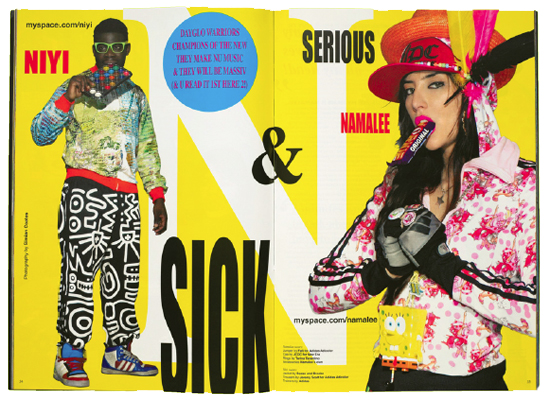 myspace.com/niyi
NIYI
DAYGLO WARRIORS
CHAMPIONS OF THE NEW
THEY MAKE NU MUSIC
& THEY WILL BE MASSIV
(& U READ IT 1ST HERE 2)
N
&
SICK
SERIOUS
NAMALEE
ORIGINAL
myspace.com/namalee